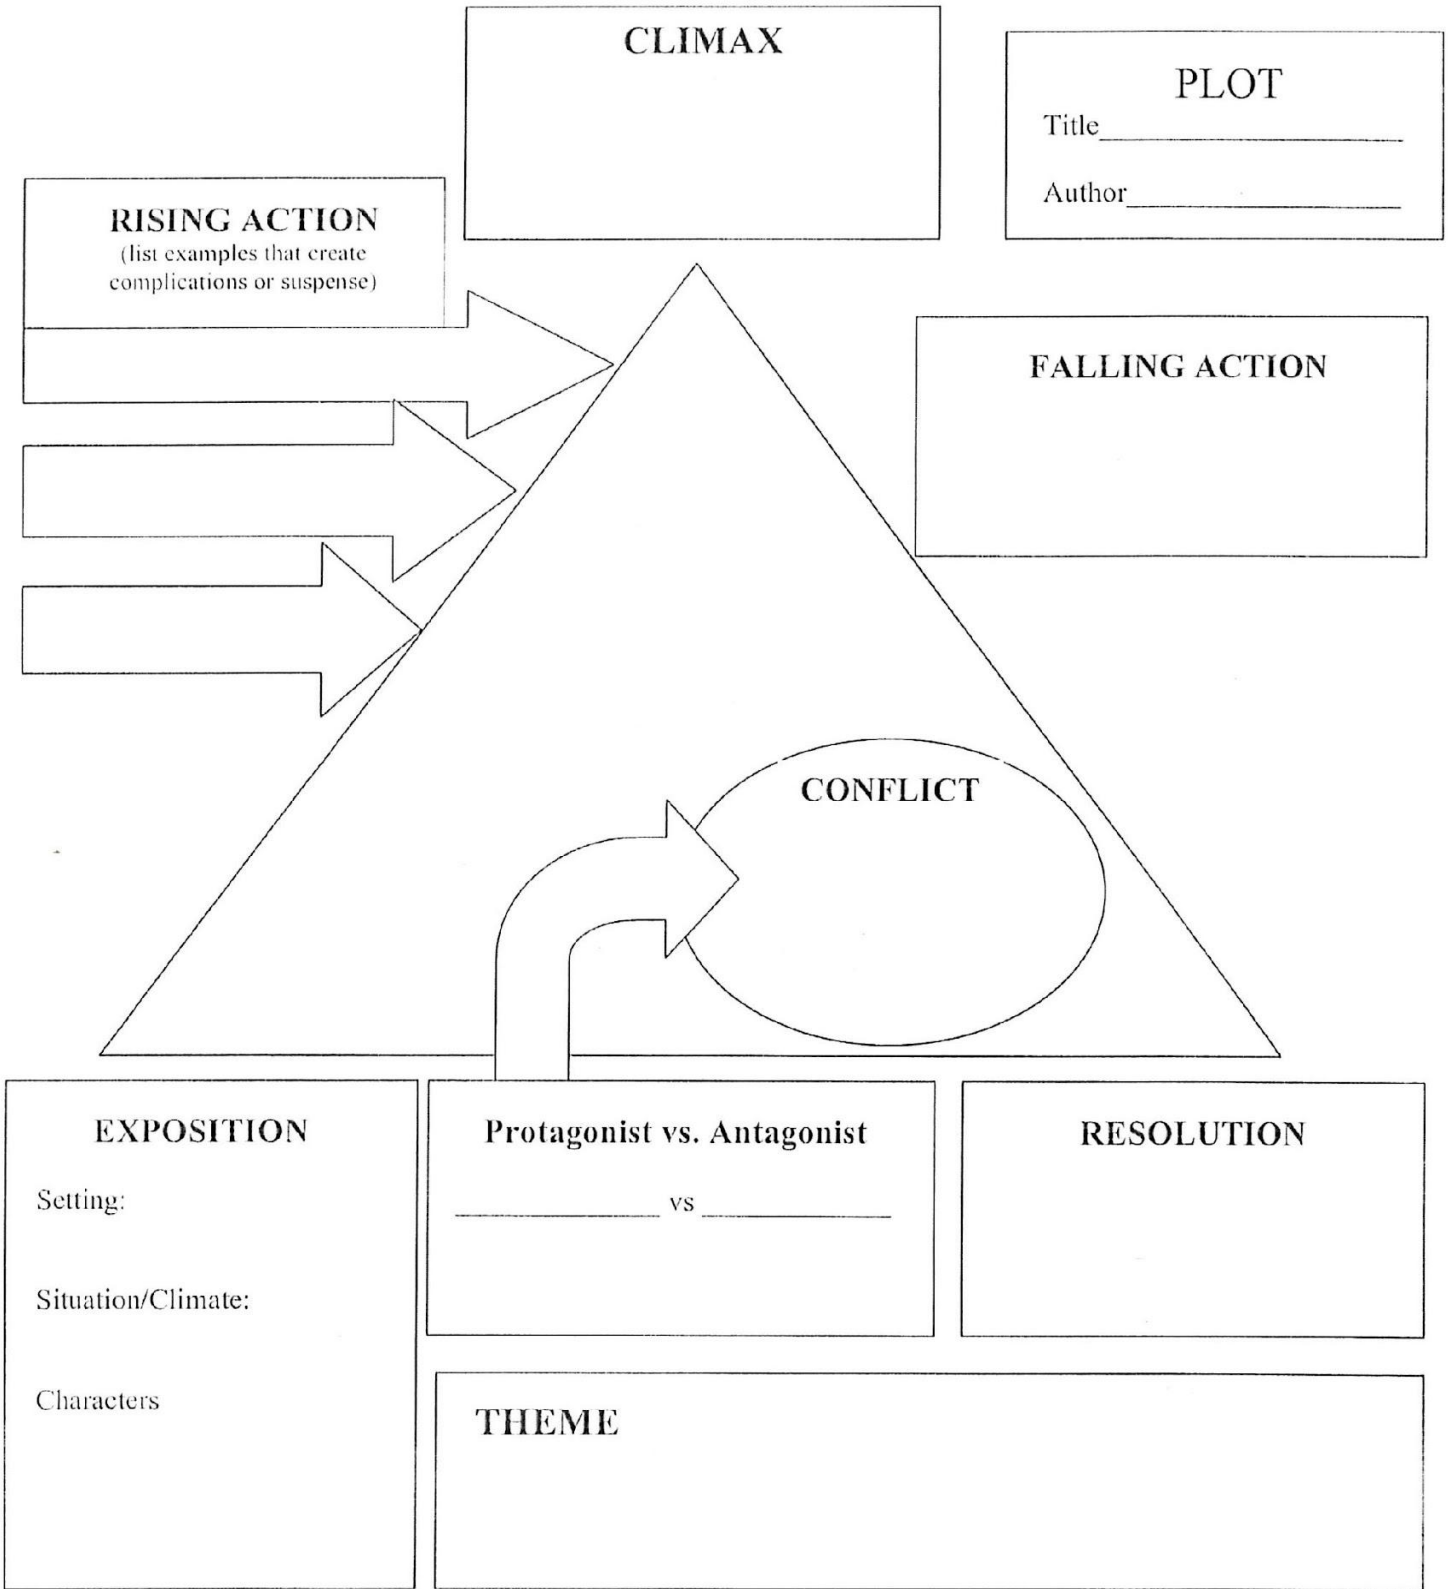 CLIMAX
PLOT
Title
Author
RISING ACTION
(list examples that create
complications or suspense)
FALLING ACTION
CONFLICT
EXPOSITION
Setting:
Situation/Climate:
Characters
Protagonist vs. Antagonist
vs
RESOLUTION
THEME